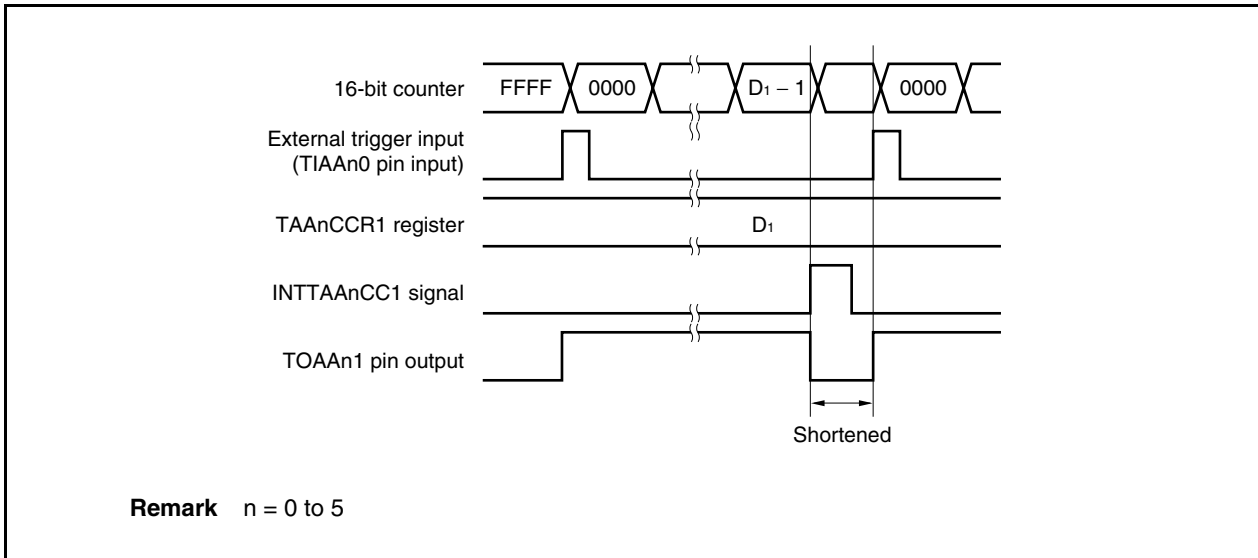 16-bit counter
FFFF 0000 D1 – 1 0000
External trigger input
(TIAAn0 pin input)
TAAnCCR1 register
D1
INTTAAnCC1 signal
TOAAn1 pin output
Shortened
Remark n = 0 to 5